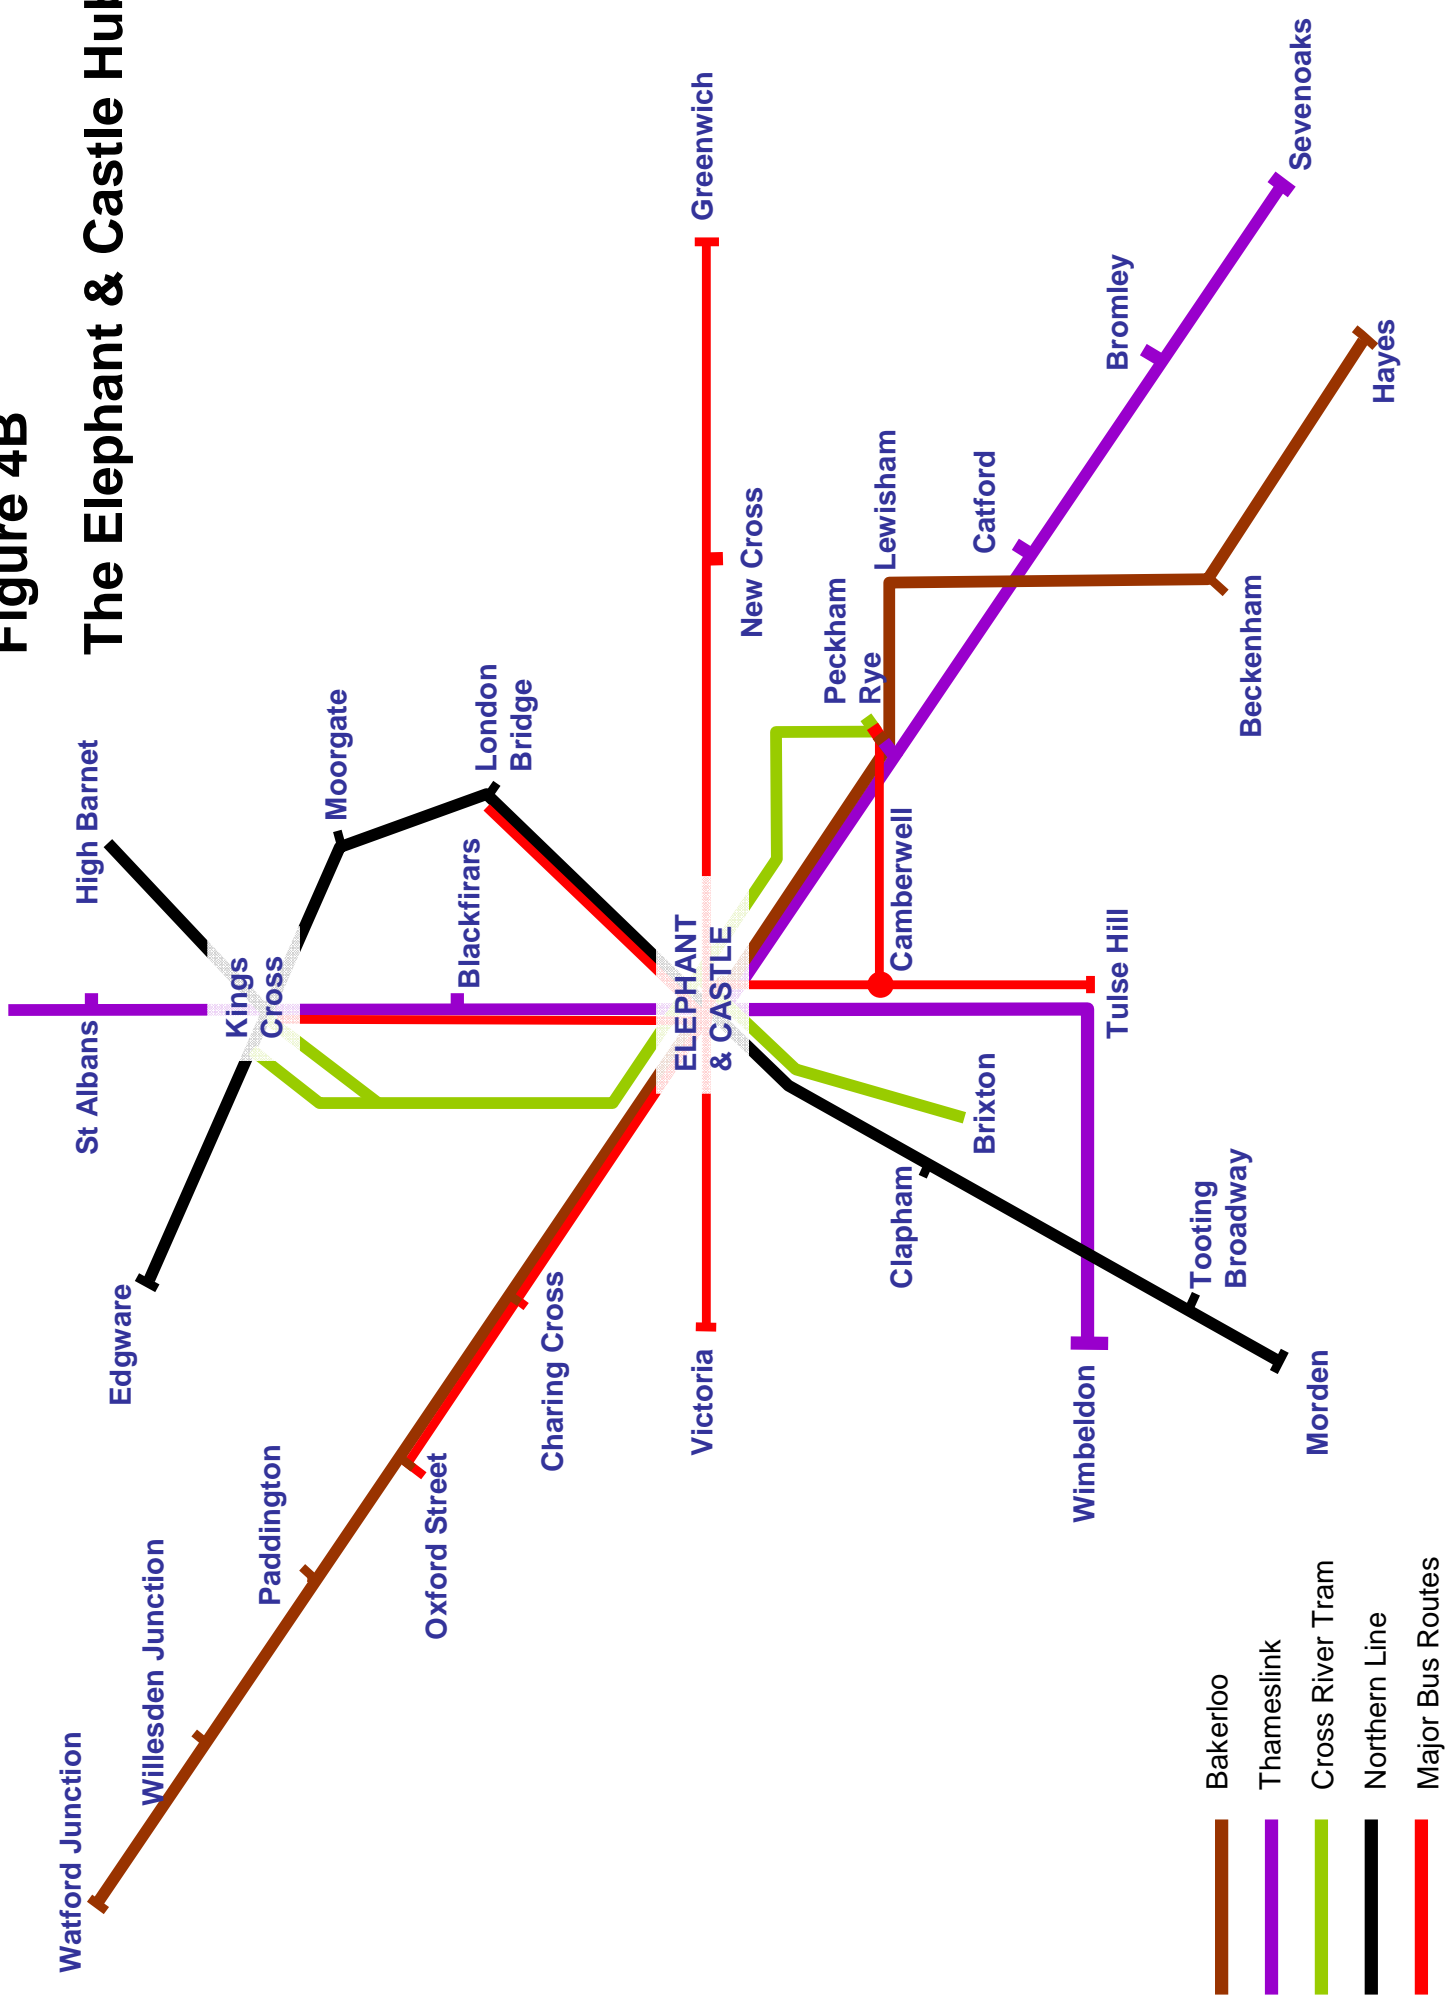 Figure 4B
The Elephant & Castle Hub
Watford Junction
Willesden Junction
Paddington
Oxford Street
Charing Cross
Edgware
St Albans
High Barnet
Kings
Cross
Moorgate
London
Bridge
Blackfirars
ELEPHANT
& CASTLE
Victoria
New Cross
Greenwich
Peckham
Rye
Lewisham
Camberwell
Catford
Bromley
Sevenoaks
Clapham
Brixton
Tulse Hill
Beckenham
Hayes
Wimbeldon
Tooting
Broadway
Morden
Bakerloo
Thameslink
Cross River Tram
Northern Line
Major Bus Routes